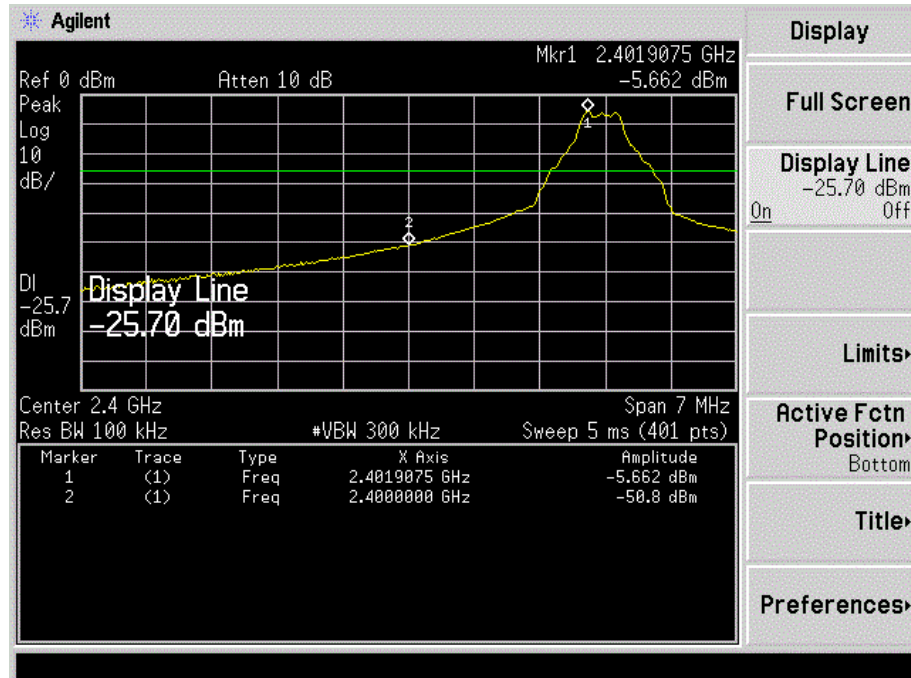 Agilent
Display
Mkr1 2.4019075 GHz
Ref 0 dBm Atten 10 dB -5.662 dBm
Peak
Log
10
dB/
1
2
DI
-25.7
dBm
Display Line
-25.70 dBm
Center 2.4 GHz Span 7 MHz
Res BW 100 kHz #VBW 300 kHz Sweep 5 ms (401 pts)
Marker Trace Type X Axis Amplitude
1 (1) Freq 2.4019075 GHz -5.662 dBm
2 (1) Freq 2.4000000 GHz -50.8 dBm
Full Screen
Display Line
-25.70 dBm
On Off
Limits
Active Fctn
Position
Bottom
Title
Preferences